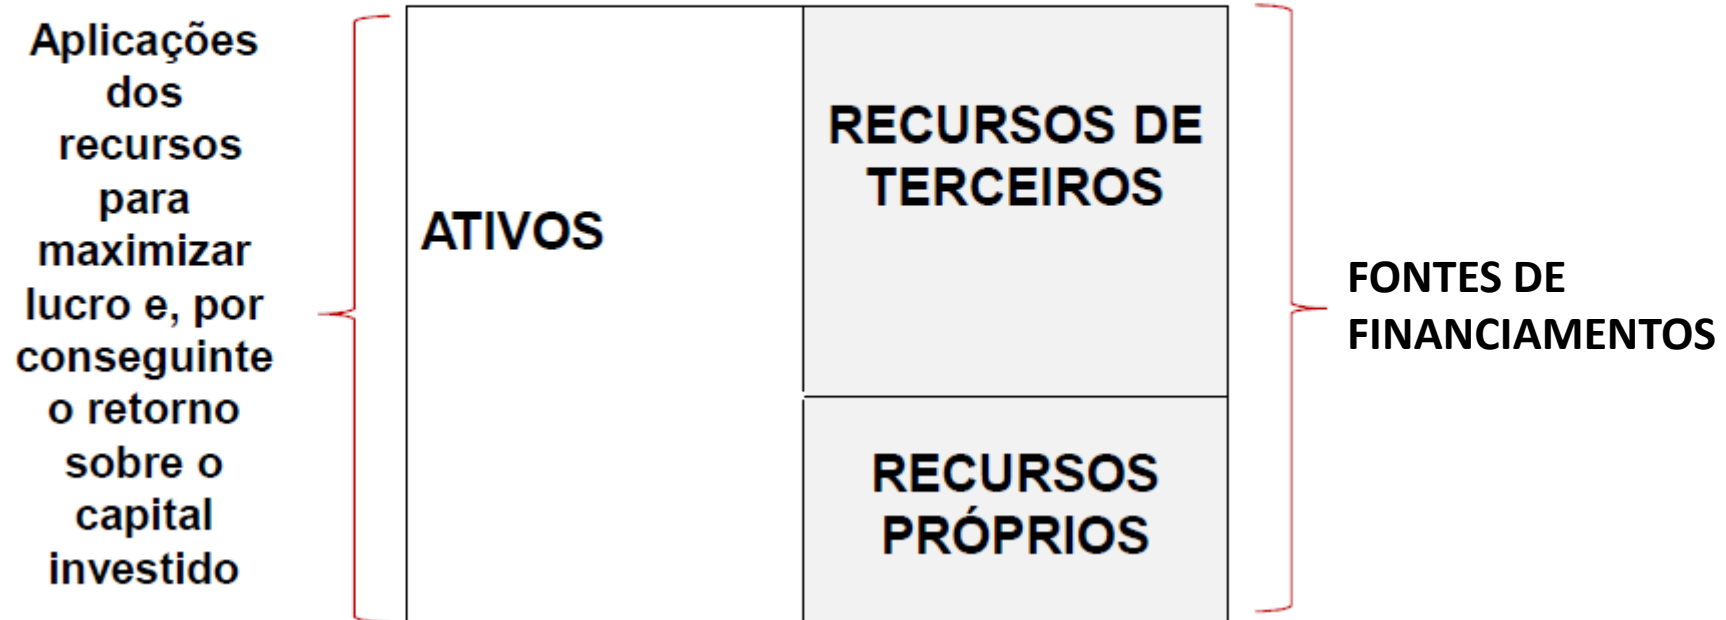 Aplicações
dos
recursos
para
maximizar
lucro e, por
conseguinte
o retorno
sobre o
capital
investido
ATIVOS
RECURSOS DE
TERCEIROS
RECURSOS
PRÓPRIOS
FONTES DE
FINANCIAMENTOS